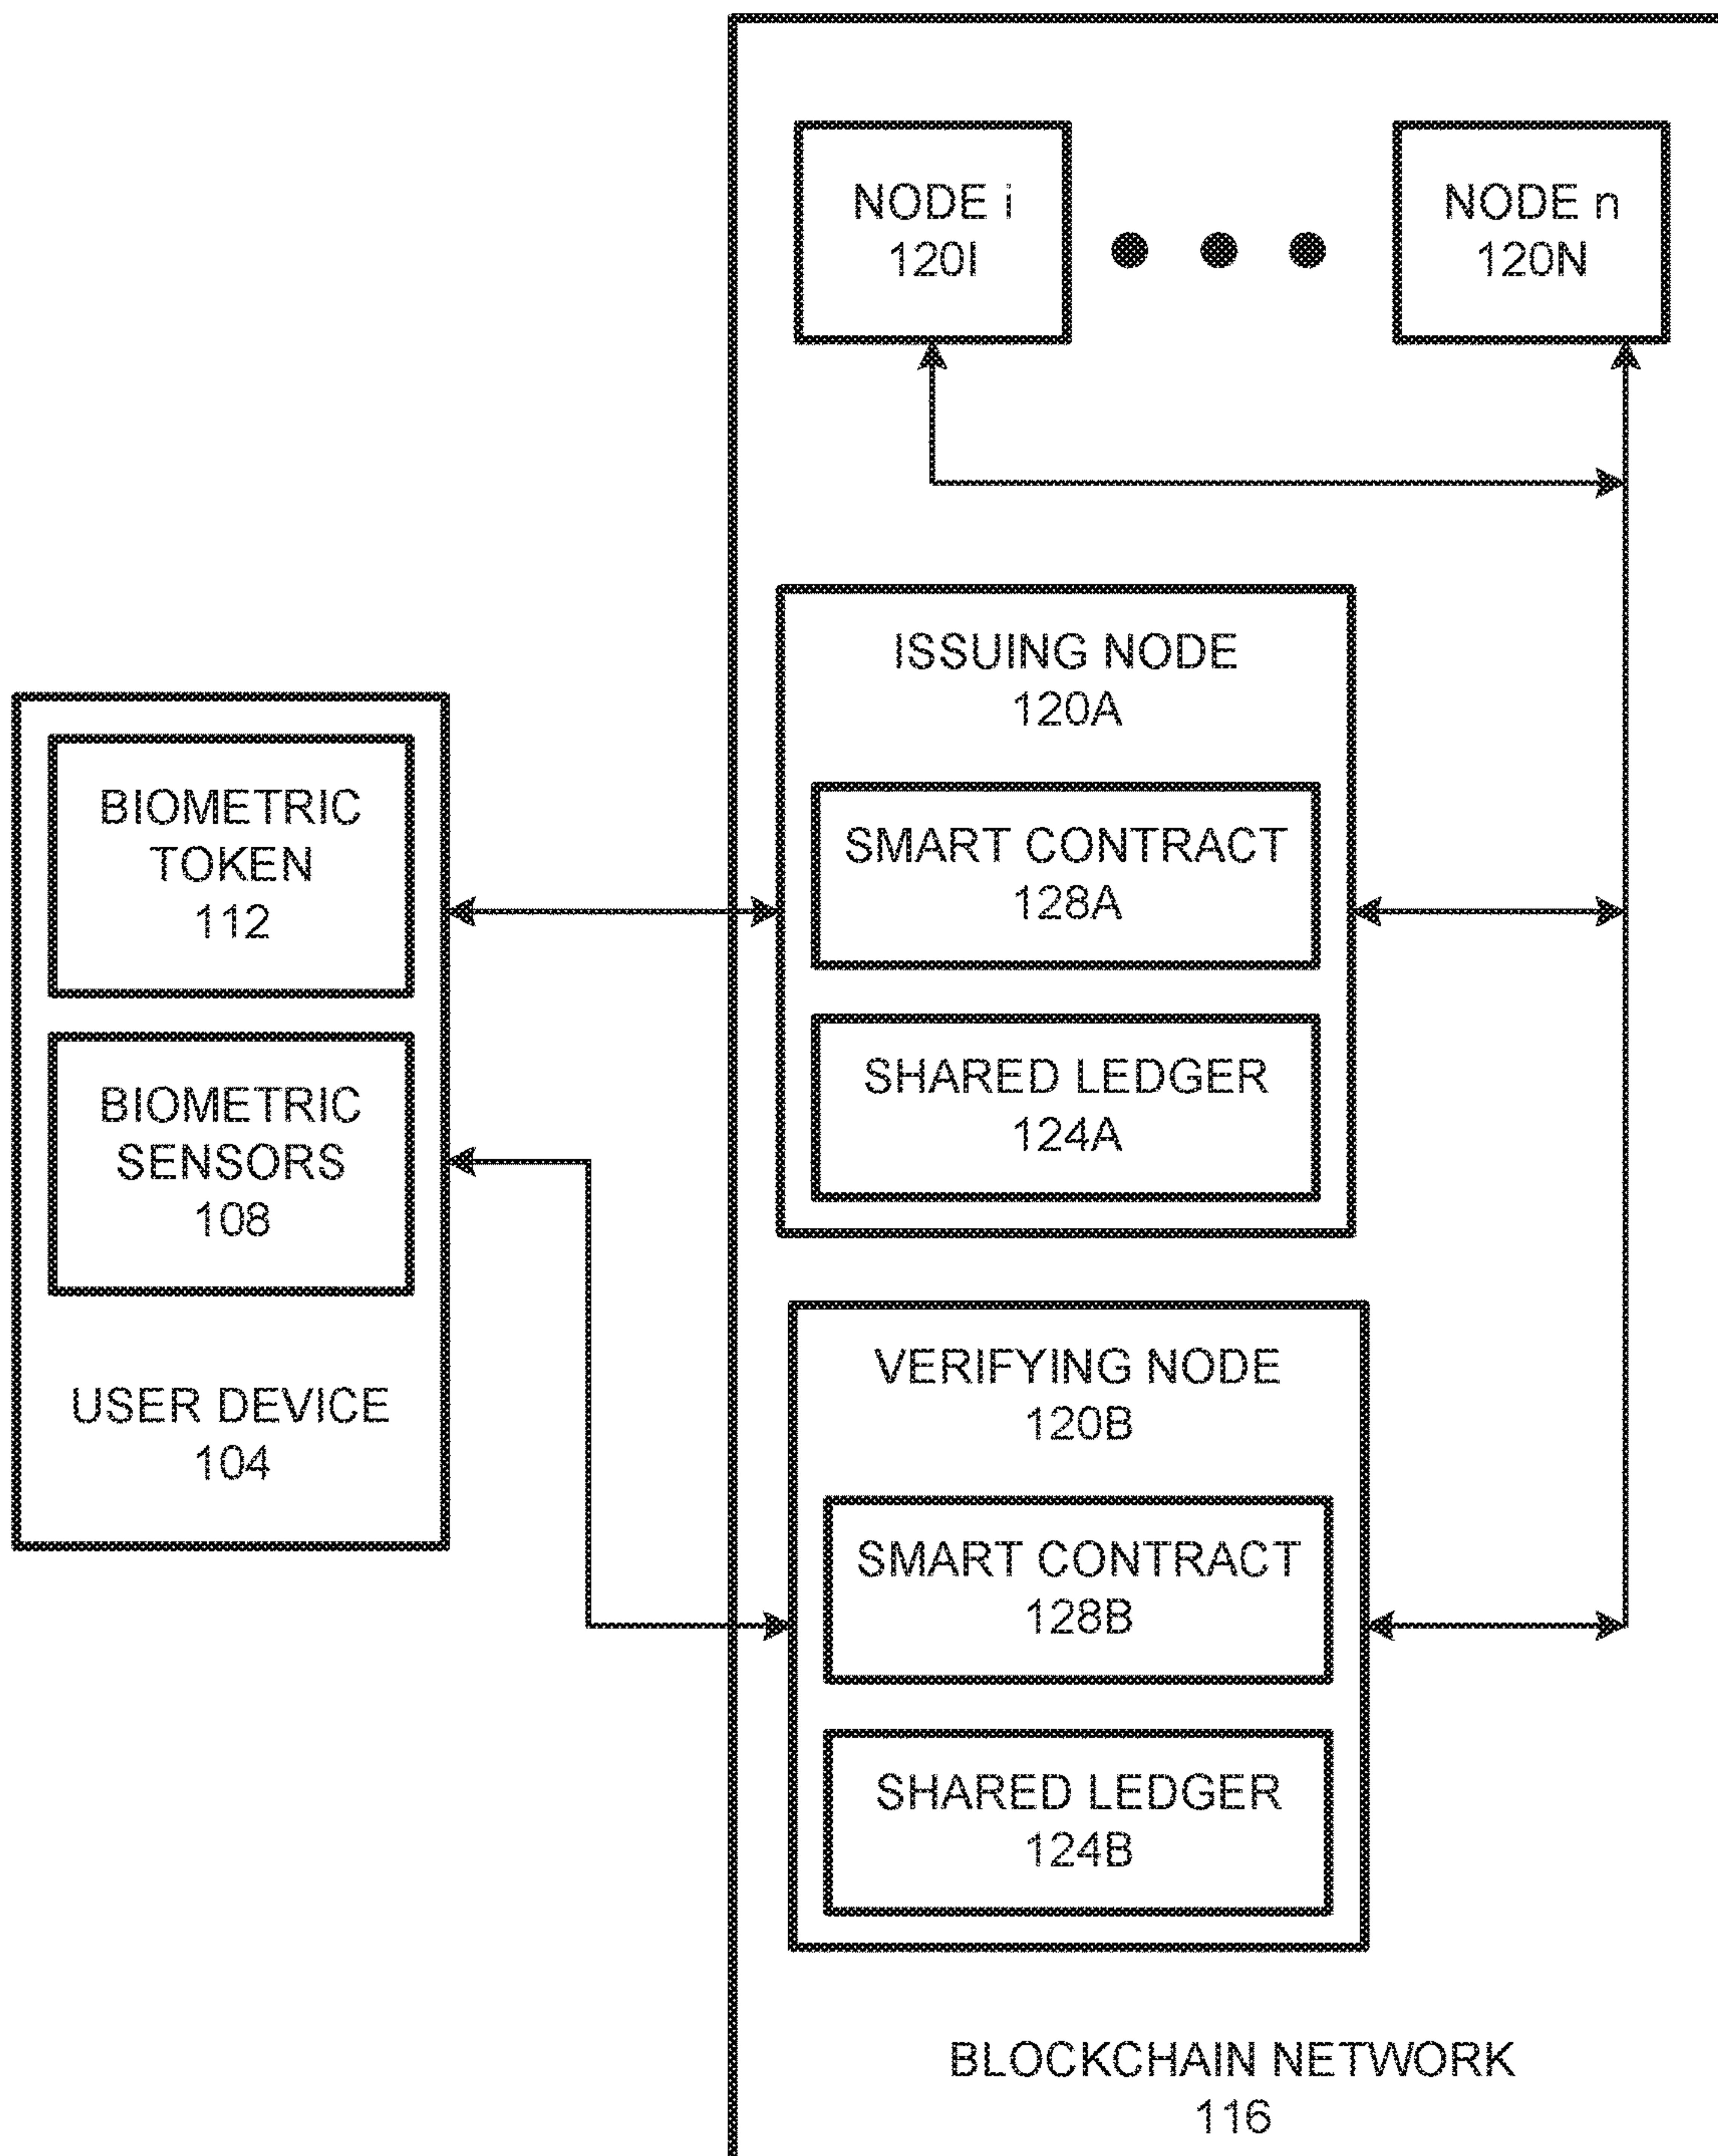 NODE i
120I
NODE n
120N
ISSUING NODE
120A
SMART CONTRACT
128A
SHARED LEDGER
124A
BIOMETRIC
TOKEN
112
BIOMETRIC
SENSORS
108
USER DEVICE
104
VERIFYING NODE
120B
SMART CONTRACT
128B
SHARED LEDGER
124B
BLOCKCHAIN NETWORK
116